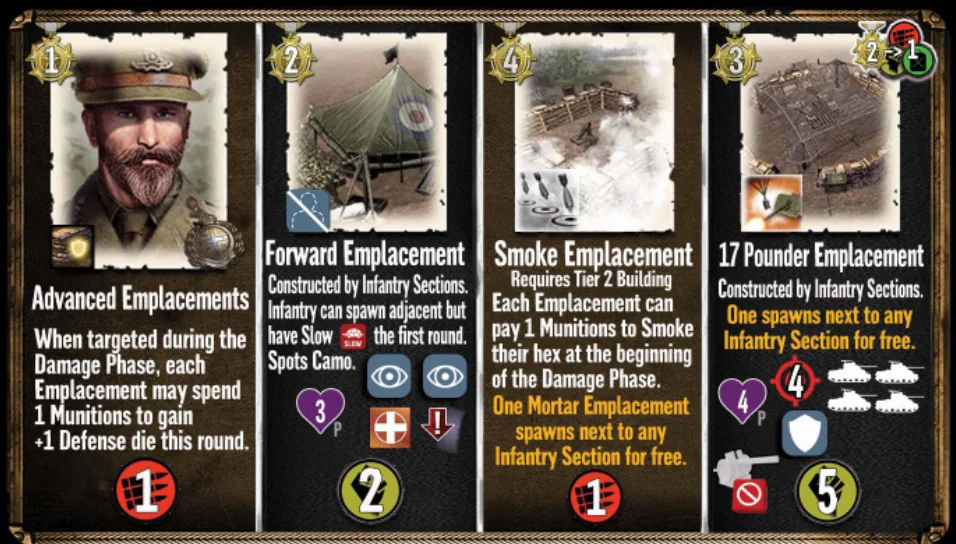 1
Advanced Emplacements
When targeted during the
Damage Phase, each
Emplacement may spend
1 Munitions to gain
+1 Defense die this round.
1
2
Forward Emplacement
Constructed by Infantry Sections.
Infantry can spawn adjacent but
have Slow SLOW the first round.
Spots Camo.
3 P
2
4
Smoke Emplacement
Requires Tier 2 Building
Each Emplacement can
pay 1 Munitions to Smoke
their hex at the beginning
of the Damage Phase.
One Mortar Emplacement
spawns next to any
Infantry Section for free.
1
3
2 1
17 Pounder Emplacement
Constructed by Infantry Sections.
One spawns next to any
Infantry Section for free.
4
4 P
5